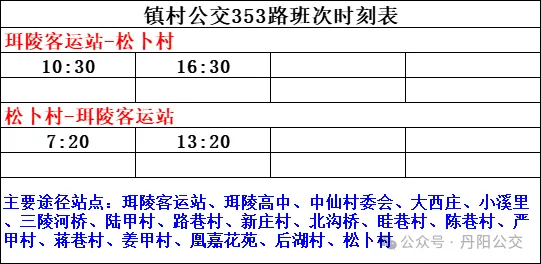 镇村公交353路班次时刻表
珥陵客运站-松卜村
10:30 16:30
松卜村-珥陵客运站
7:20 13:20
主要途径站点：珥陵客运站、珥陵高中、中仙村委会、大西庄、小溪里
、三陵河桥、陆甲村、路巷村、新庄村、北沟桥、眭巷村、陈巷村、严
甲村、蒋巷村、姜甲村、凰嘉花苑、后湖村、松卜村
公众号·丹阳公交